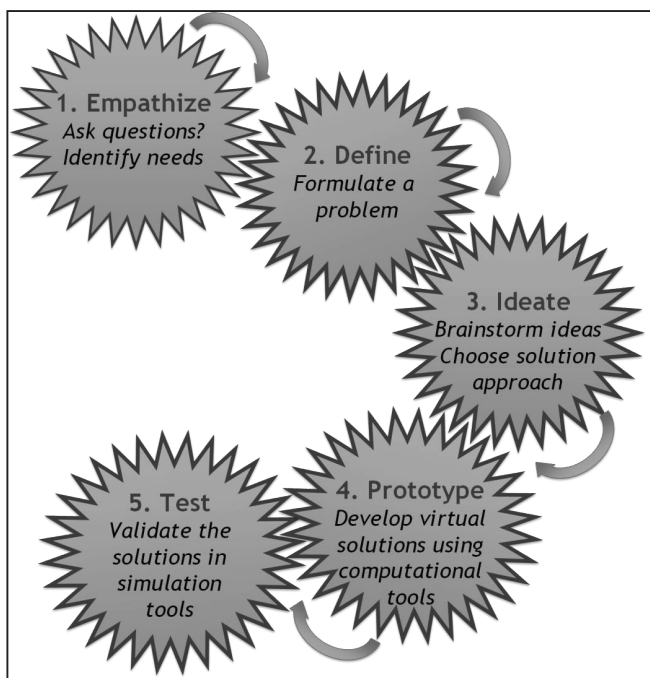 1. Empathize
Ask questions?
Identify needs
2. Define
Formulate a
problem
3. Ideate
Brainstorm ideas
Choose solution
approach
4. Prototype
Develop virtual
solutions using
computational
tools
5. Test
Validate the
solutions in
simulation
tools